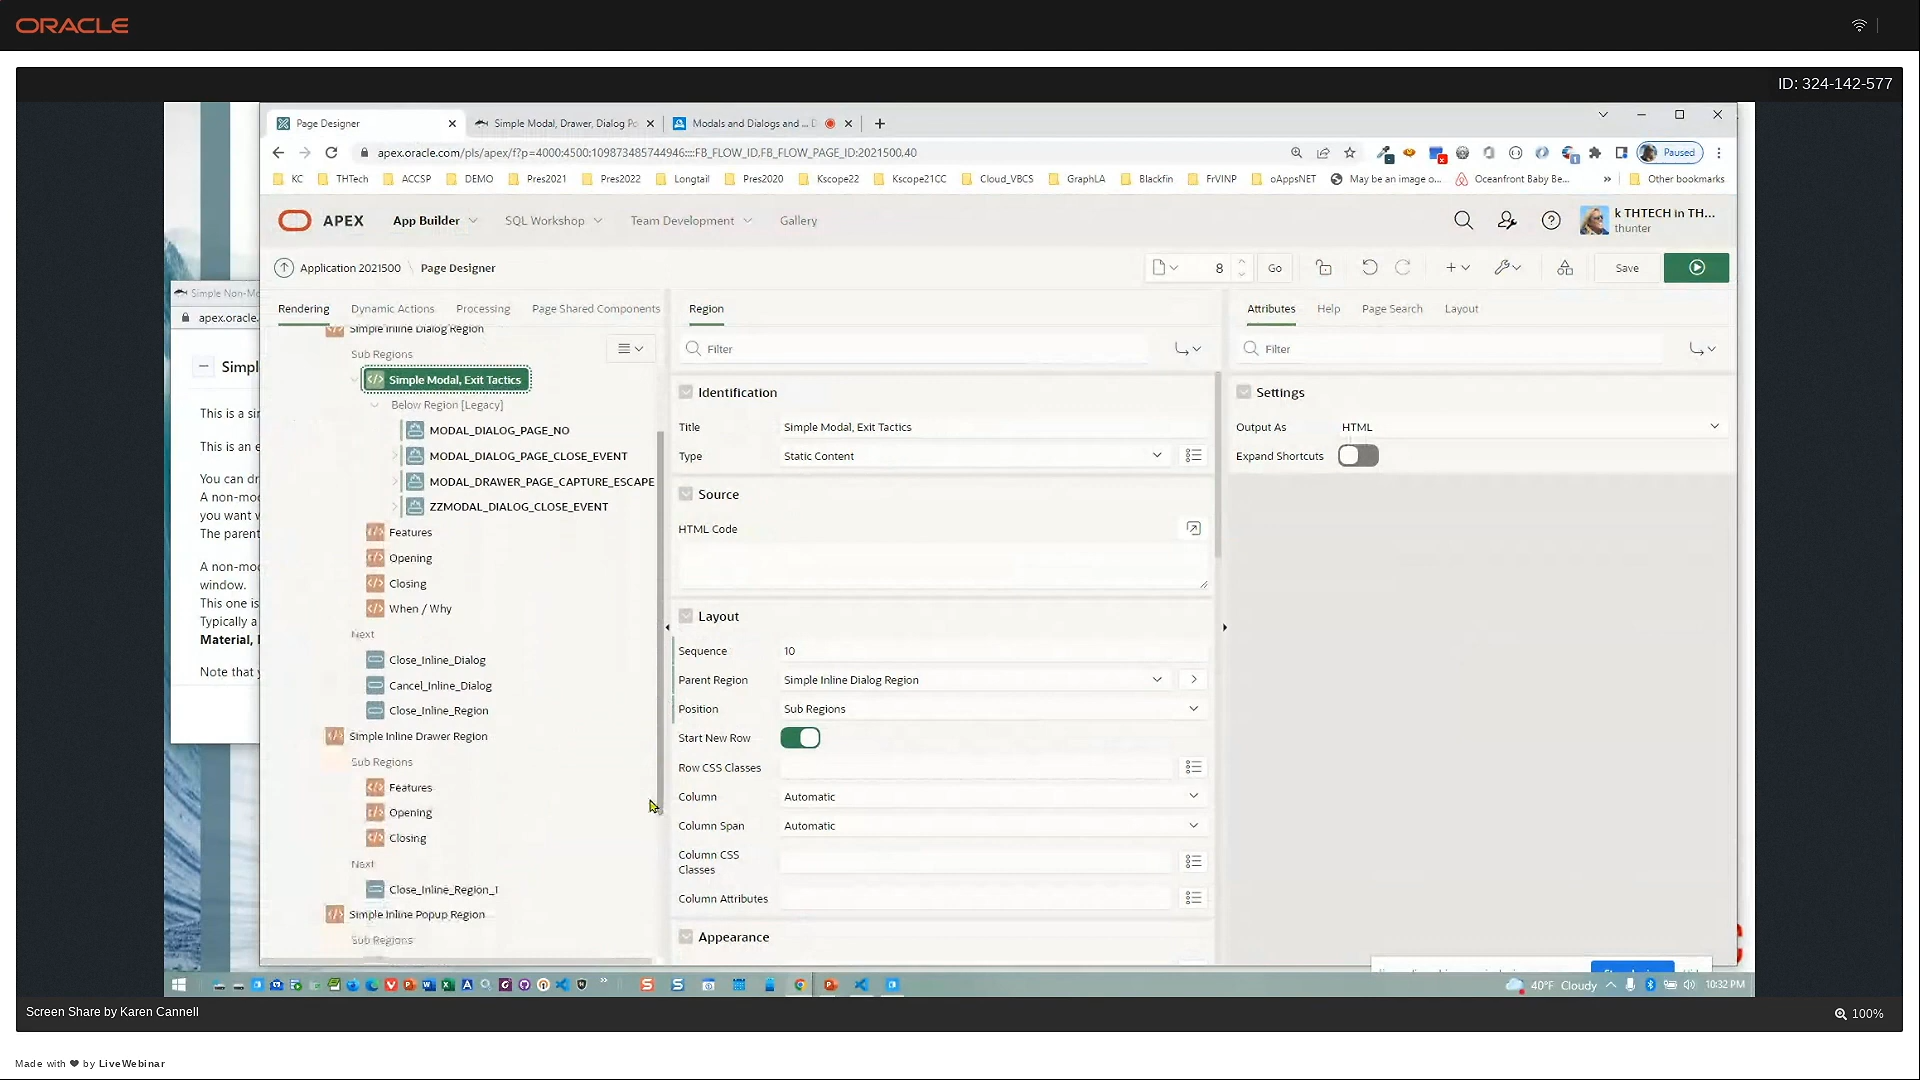 ORACLE
ID: 324-142-577
Page Designer
Simple Modal, Drawer, Dialog Po
Modals and Dialogs and ... D
apex.oracle.com/pls/apex/f?p=4000:4500:109873485744946::::FB_FLOW_ID,FB_FLOW_PAGE_ID:2021500,40
Paused
KC
THTech
ACCSP
DEMO
Pres2021
Pres2022
Longtail
Pres2020
Kscope22
Kscope21CC
Cloud_VBCS
GraphLA
Blackfin
FrVINP
oAppsNET
May be an image o...
Oceanfront Baby Be...
»
Other bookmarks
APEX
App Builder
SQL Workshop
Team Development
Gallery
k THTECH in TH...
thunter
Application 2021500 \ Page Designer
8
Go
Save
Simple Non-Mo
apex.oracle.
Simpl
This is a sin
This is an e
You can dr
A non-mod
you want w
The parent
A non-mod
window.
This one is
Typically a
Material, I
Note that y
Rendering
Dynamic Actions
Processing
Page Shared Components
Simple Inline Dialog Region
Sub Regions
Simple Modal, Exit Tactics
Below Region [Legacy]
MODAL_DIALOG_PAGE_NO
MODAL_DIALOG_PAGE_CLOSE_EVENT
MODAL_DRAWER_PAGE_CAPTURE_ESCAPE
ZZMODAL_DIALOG_CLOSE_EVENT
Features
Opening
Closing
When / Why
Next
Close_Inline_Dialog
Cancel_Inline_Dialog
Close_Inline_Region
Simple Inline Drawer Region
Sub Regions
Features
Opening
Closing
Next
Close_Inline_Region_1
Simple Inline Popup Region
Sub Regions
Region
Filter
Identification
Title
Simple Modal, Exit Tactics
Type
Static Content
Source
HTML Code
Layout
Sequence
10
Parent Region
Simple Inline Dialog Region
Position
Sub Regions
Start New Row
Row CSS Classes
Column
Automatic
Column Span
Automatic
Column CSS
Classes
Column Attributes
Appearance
Attributes
Help
Page Search
Layout
Filter
Settings
Output As
HTML
Expand Shortcuts
40°F Cloudy
10:32 PM
Screen Share by Karen Cannell
100%
Made with ❤ by LiveWebinar